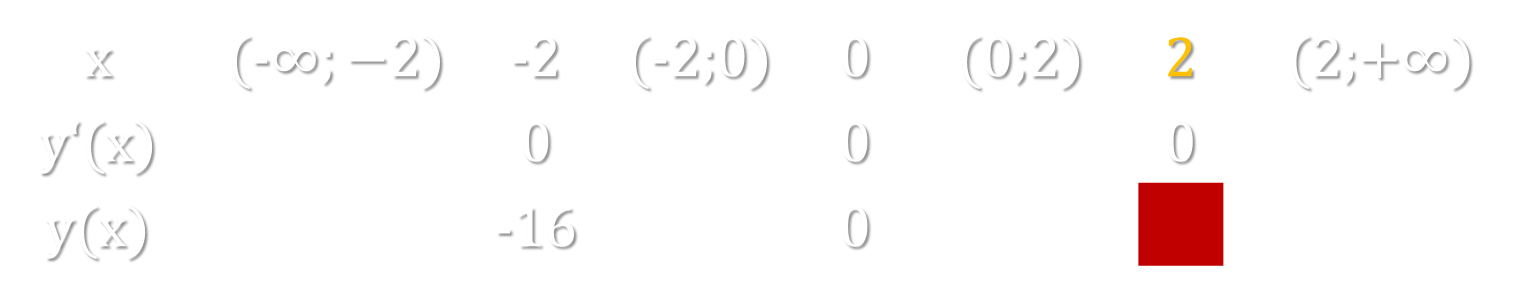 x (-∞; −2) -2 (-2;0) 0 (0;2) 2 (2;+∞)
y‘(x) 0 0 0
y(x) -16 0